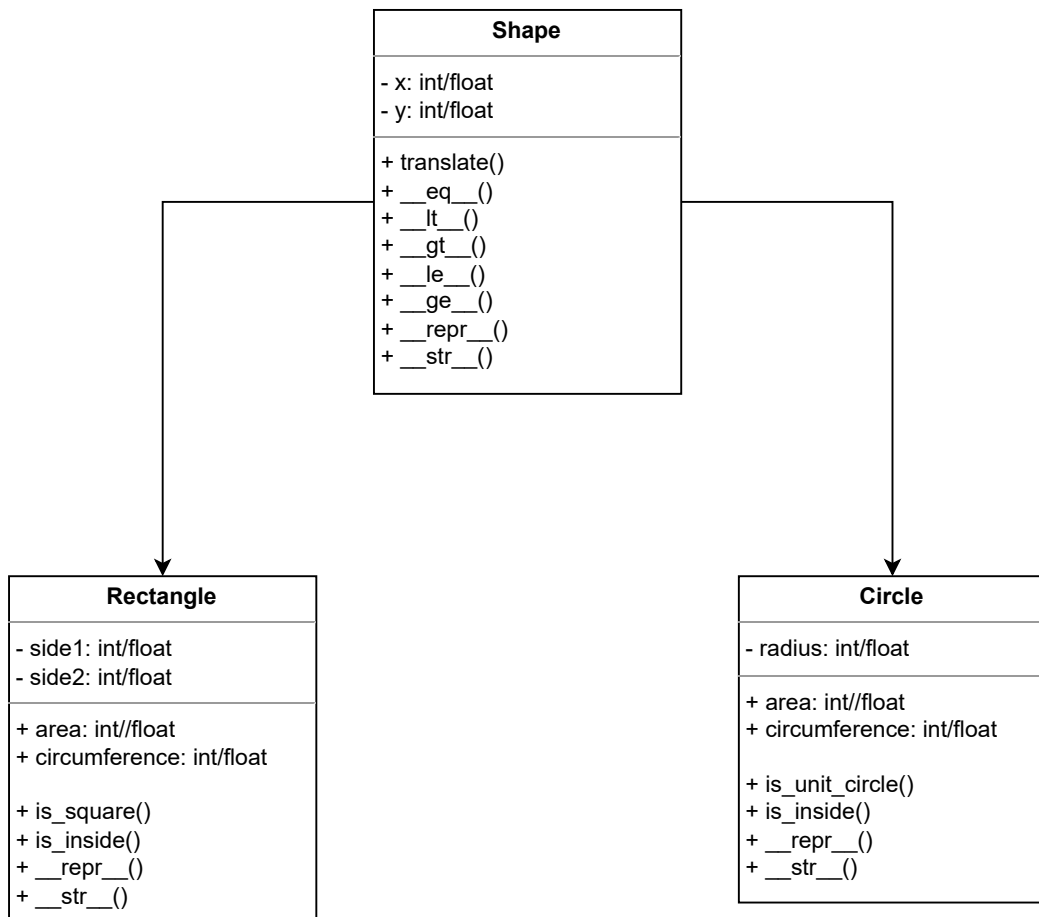 Shape
- x: int/float
- y: int/float
+ translate()
+ __eq__()
+ __lt__()
+ __gt__()
+ __le__()
+ __ge__()
+ __repr__()
+ __str__()
Rectangle
- side1: int/float
- side2: int/float
+ area: int//float
+ circumference: int/float
+ is_square()
+ is_inside()
+ __repr__()
+ __str__()
Circle
- radius: int/float
+ area: int//float
+ circumference: int/float
+ is_unit_circle()
+ is_inside()
+ __repr__()
+ __str__()